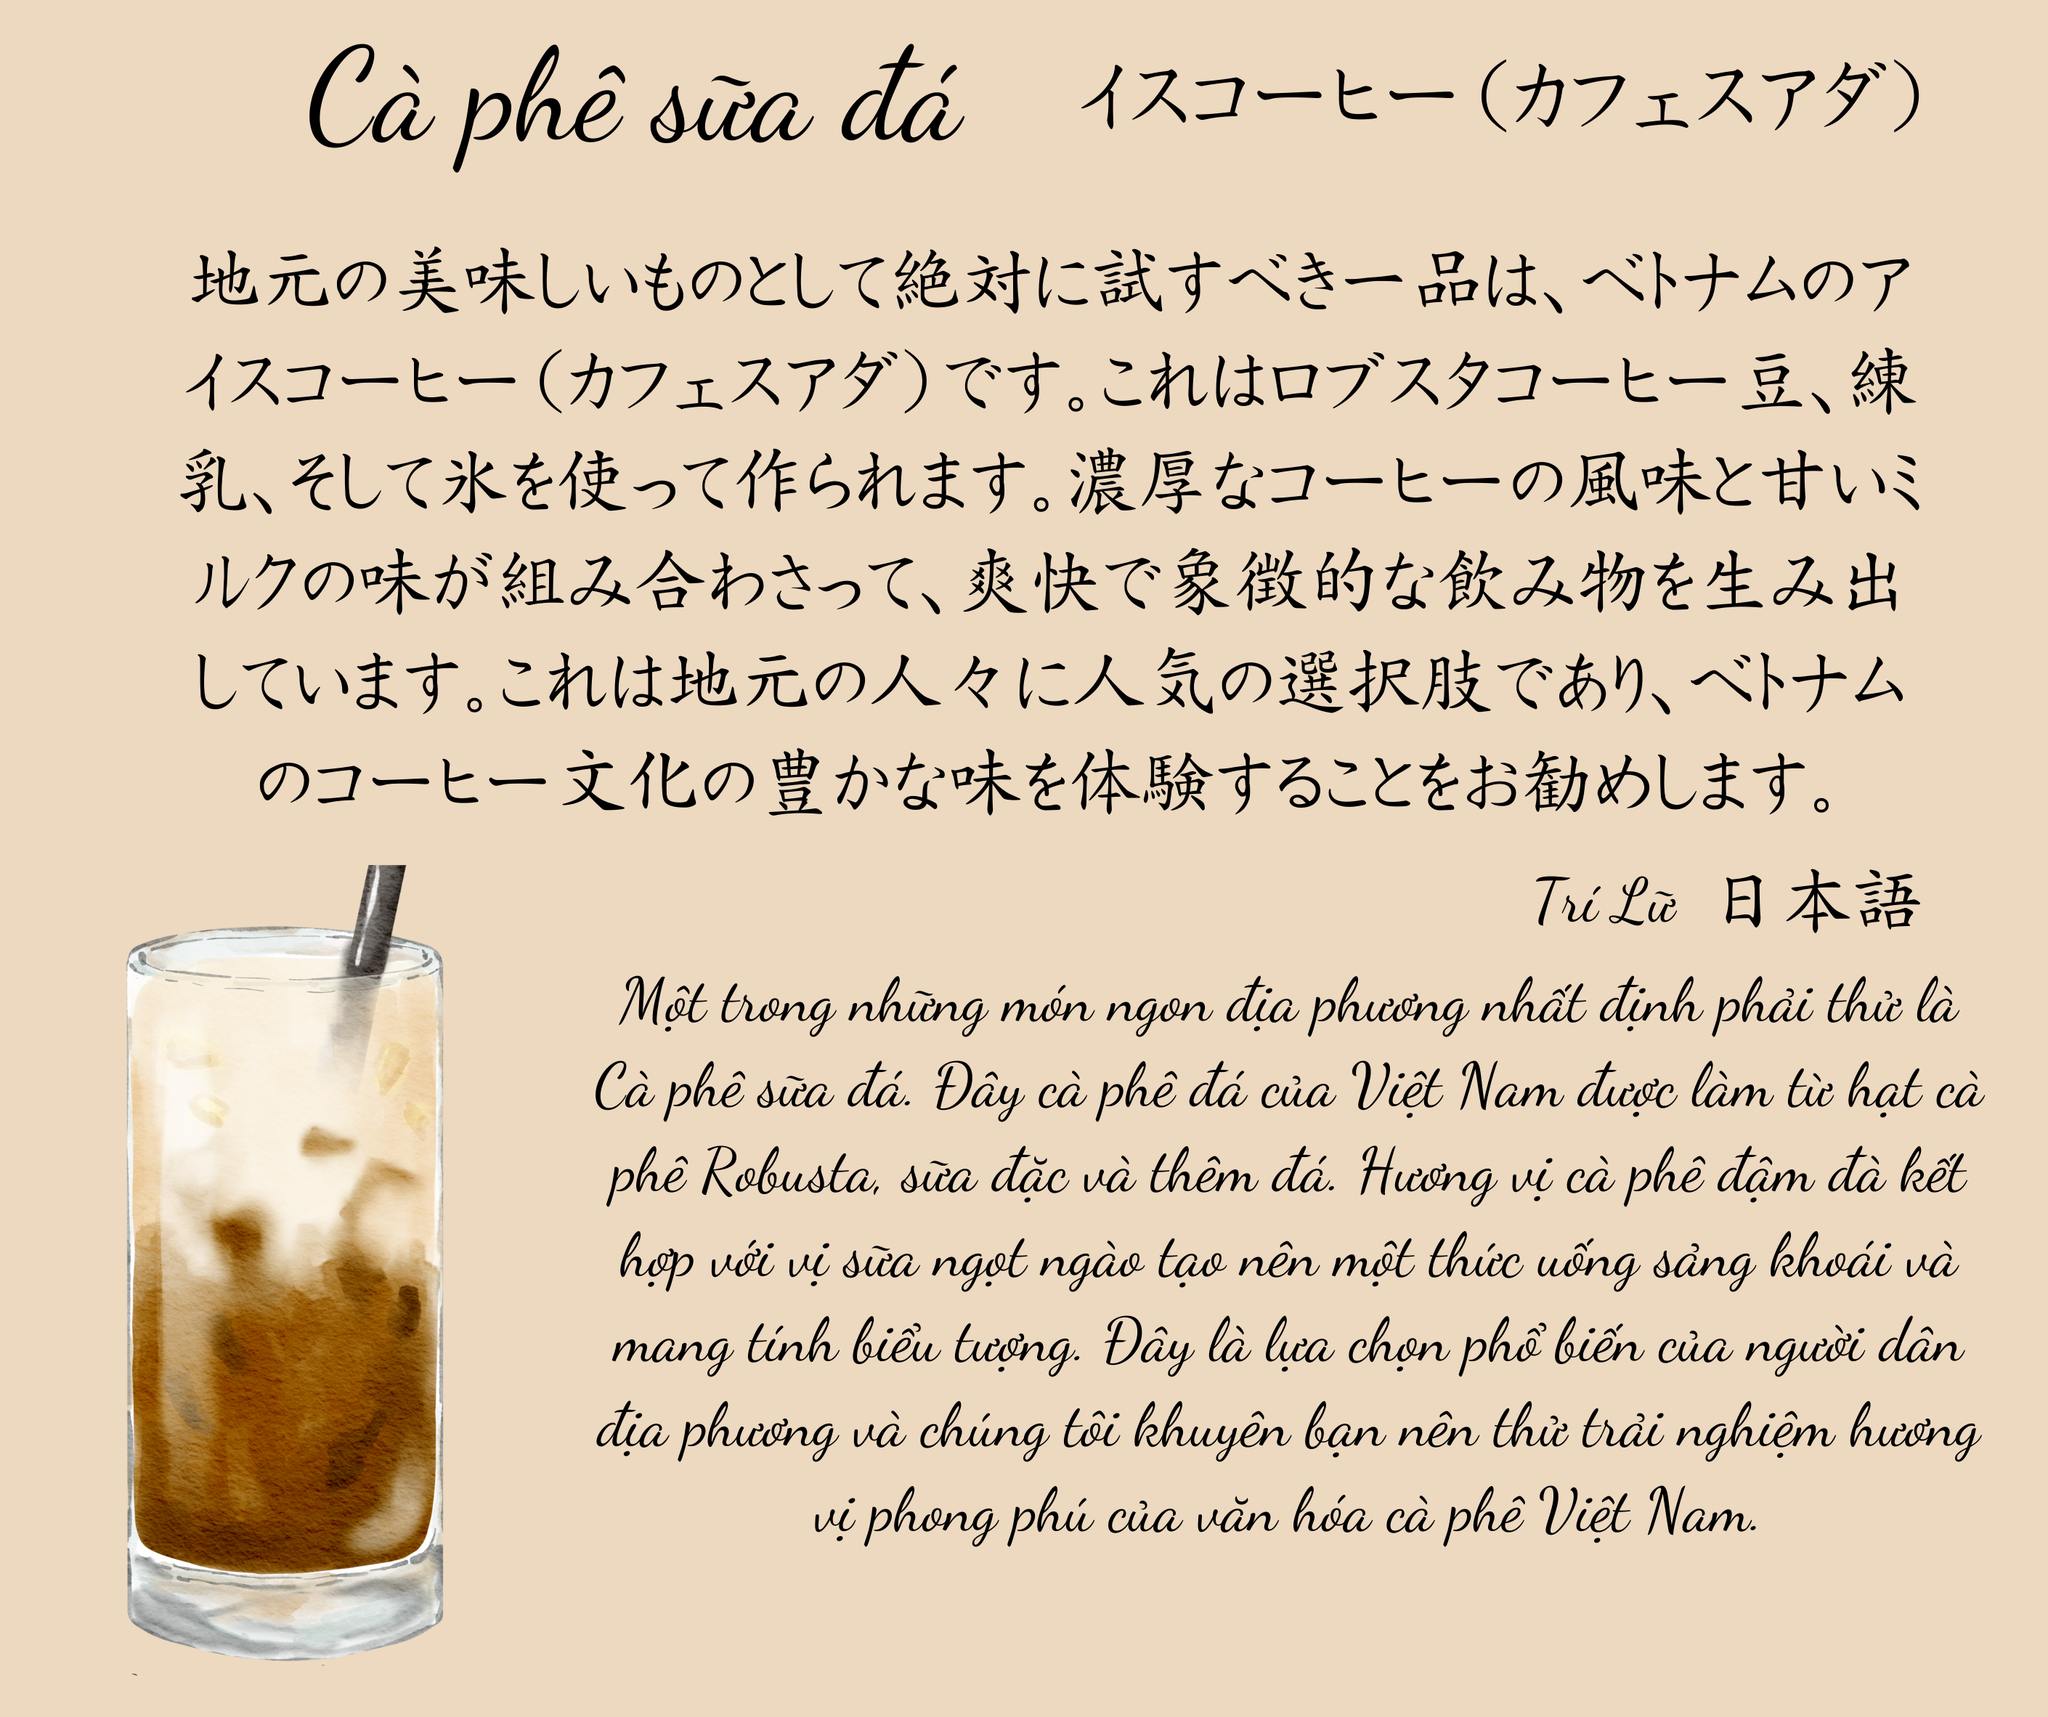 Cà phê sữa đá イスコーヒー（カフェスアダ）
地元の美味しいものとして絶対に試すべき一品は、ベトナムのア
イスコーヒー（カフェスアダ）です。これはロブスタコーヒー豆、練
乳、そして氷を使って作られます。濃厚なコーヒーの風味と甘いミ
ルクの味が組み合わさって、爽快で象徴的な飲み物を生み出
しています。これは地元の人々に人気の選択肢であり、ベトナム
のコーヒー文化の豊かな味を体験することをお勧めします。
Trí Lữ 日本語
Một trong những món ngon địa phương nhất định phải thử là
Cà phê sữa đá. Đây cà phê đá của Việt Nam được làm từ hạt cà
phê Robusta, sữa đặc và thêm đá. Hương vị cà phê đậm đà kết
hợp với vị sữa ngọt ngào tạo nên một thức uống sảng khoái và
mang tính biểu tượng. Đây là lựa chọn phổ biến của người dân
địa phương và chúng tôi khuyên bạn nên thử trải nghiệm hương
vị phong phú của văn hóa cà phê Việt Nam.